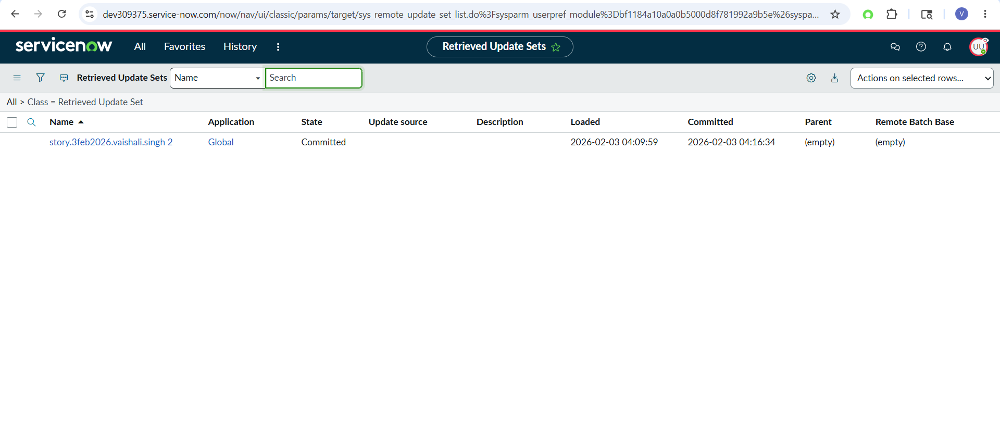 dev309375.service-now.com/now/nav/ui/classic/params/target/sys_remote_update_set_list.do%3Fsysparm_userpref_module%3Dbf1184a10a0a0b5000d8f781992a9b5e%26syspa...
V
servicenow All Favorites History Retrieved Update Sets UU
Retrieved Update Sets Name Search Actions on selected rows...
All > Class = Retrieved Update Set
Name Application State Update source Description Loaded Committed Parent Remote Batch Base
story.3feb2026.vaishali.singh 2 Global Committed 2026-02-03 04:09:59 2026-02-03 04:16:34 (empty) (empty)